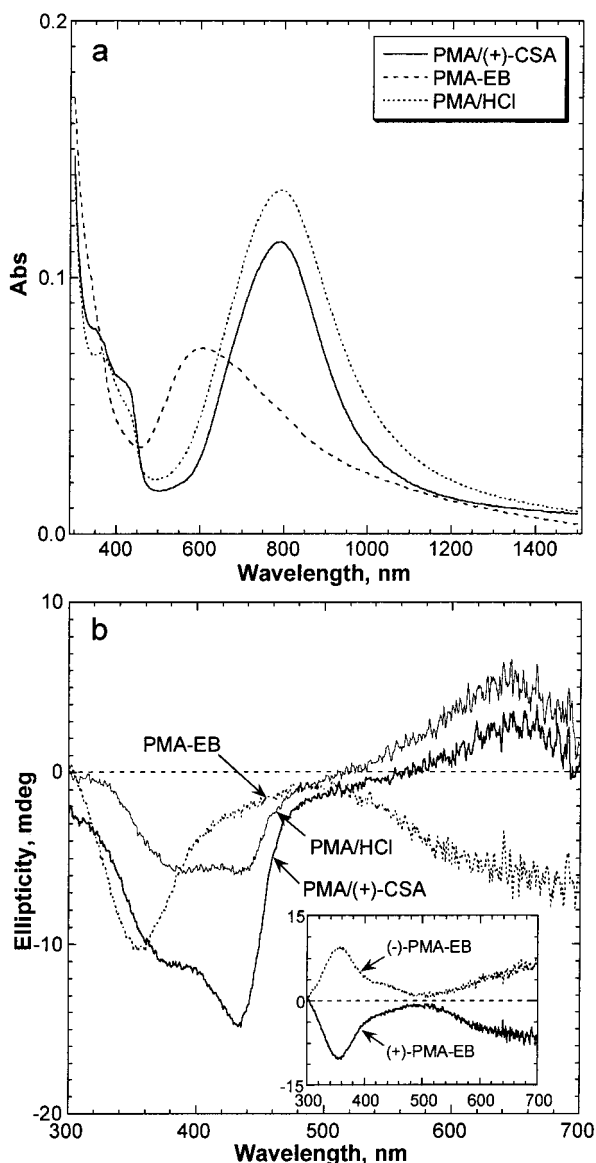 0.2
a
PMA/(+)-CSA
PMA-EB
PMA/HCl
Abs
0.1
0.0
400 600 800 1000 1200 1400
Wavelength, nm
10
b
PMA-EB
0
Ellipticity, mdeg
PMA/HCl
PMA/(+)-CSA
-10
15
(-)-PMA-EB
0
(+)-PMA-EB
-15
300 400 500 600 700
-20
300 400 500 600 700
Wavelength, nm